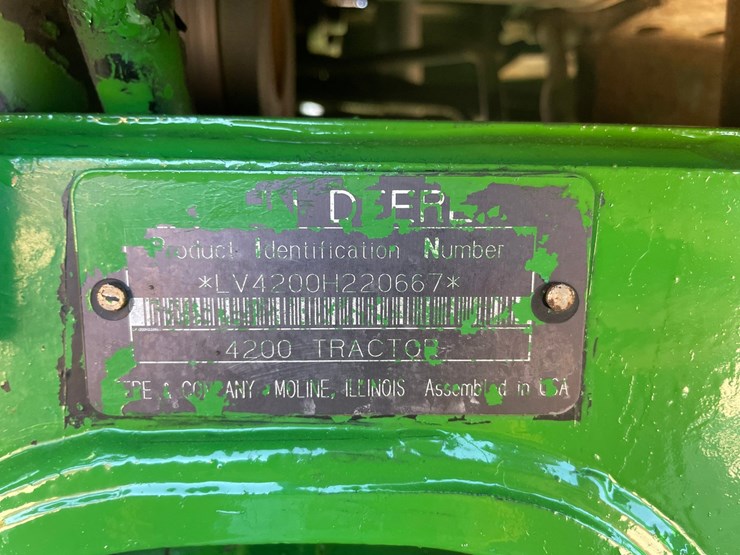 DEERE
Product Identification Number
*LV4200H220667*
4200 TRACTOR
& COMPANY MOLINE, ILLINOIS Assembled in USA